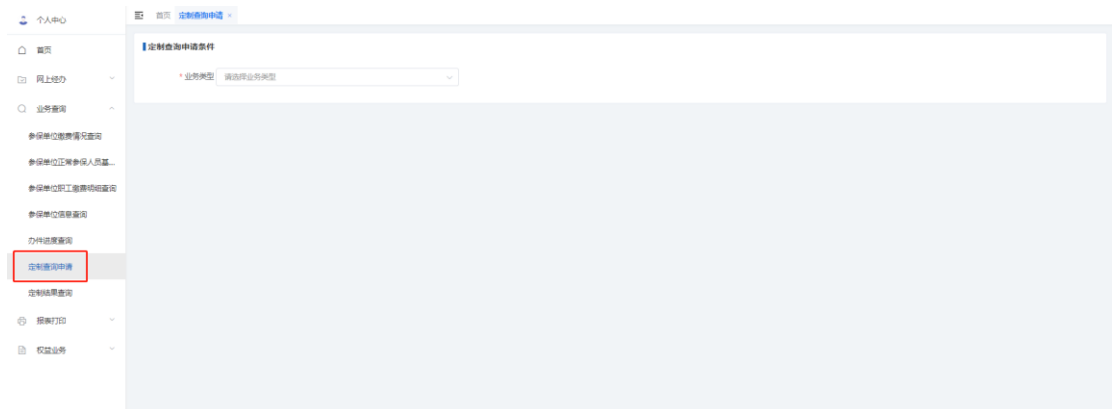 个人中心
首页
网上经办
业务查询
参保单位缴费情况查询
参保单位正常参保人员基...
参保单位职工缴费明细查询
参保单位信息查询
办件进度查询
定制查询申请
定制结果查询
报表打印
权益业务
首页 定制查询申请 ×
定制查询申请条件
* 业务类型 请选择业务类型